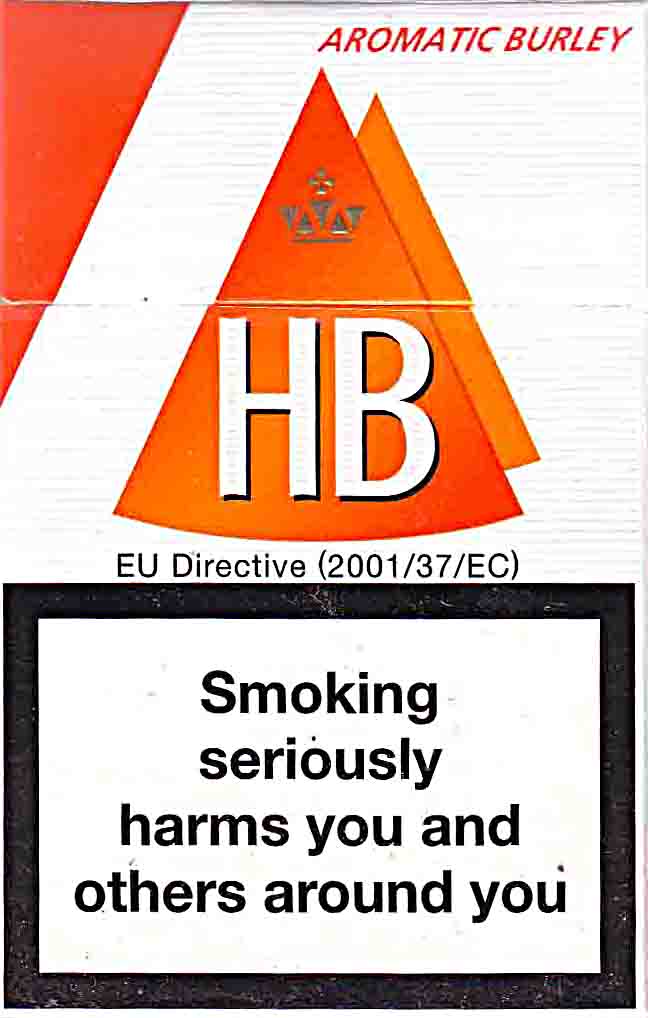 AROMATIC BURLEY
HB
EU Directive (2001/37/EC)
Smoking
seriously
harms you and
others around you